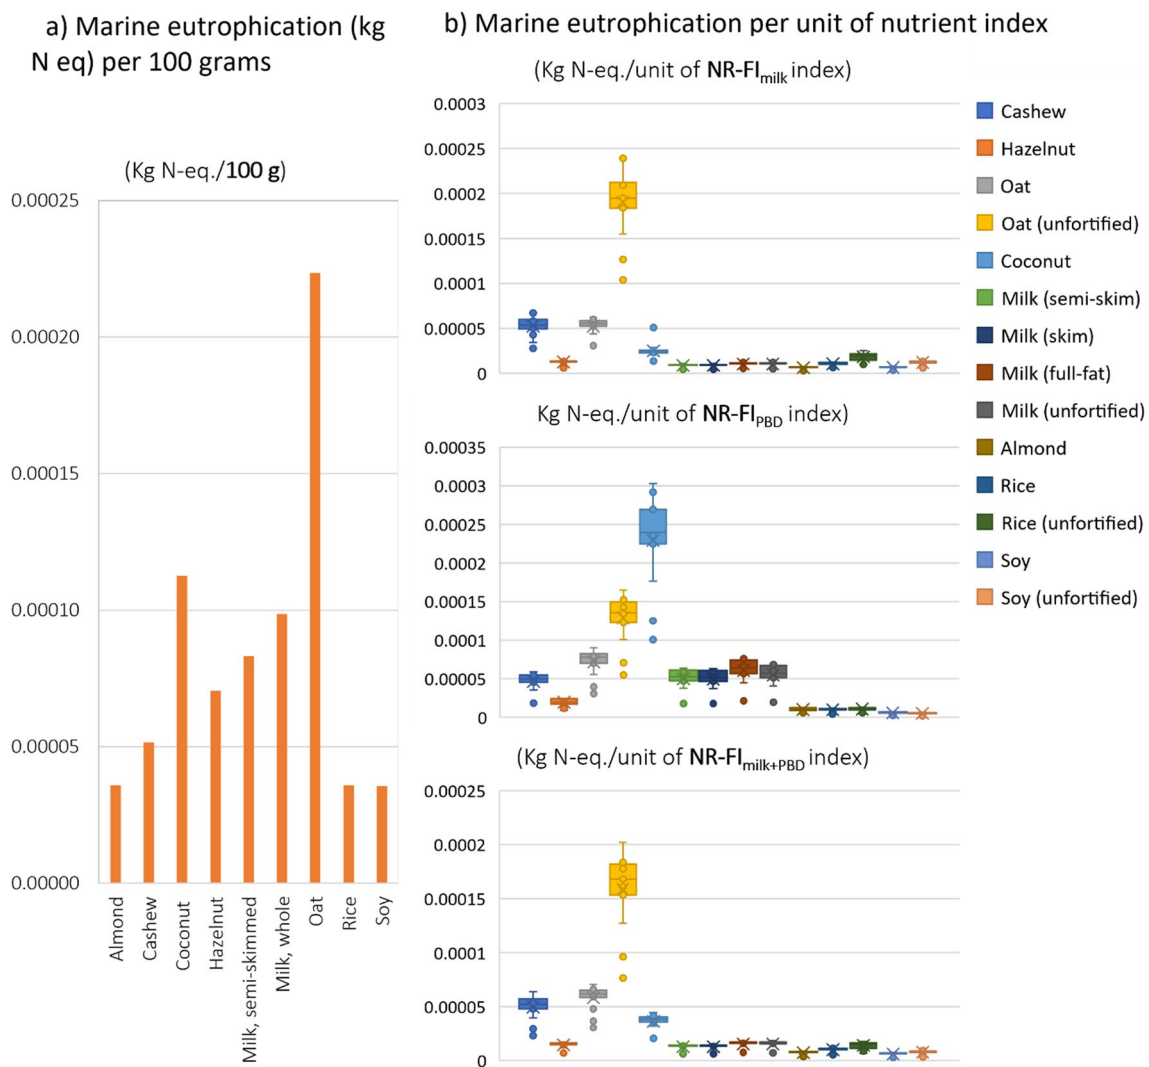 a) Marine eutrophication (kg
N eq) per 100 grams
(Kg N-eq./100 g)
0.00025
0.00020
0.00015
0.00010
0.00005
0.00000
Almond
Cashew
Coconut
Hazelnut
Milk, semi-skimmed
Milk, whole
Oat
Rice
Soy
b) Marine eutrophication per unit of nutrient index
(Kg N-eq./unit of NR-FImilk index)
0.0003
0.00025
0.0002
0.00015
0.0001
0.00005
0
Kg N-eq./unit of NR-FIPBD index)
0.00035
0.0003
0.00025
0.0002
0.00015
0.0001
0.00005
0
(Kg N-eq./unit of NR-FImilk+PBD index)
0.00025
0.0002
0.00015
0.0001
0.00005
0
Cashew
Hazelnut
Oat
Oat (unfortified)
Coconut
Milk (semi-skim)
Milk (skim)
Milk (full-fat)
Milk (unfortified)
Almond
Rice
Rice (unfortified)
Soy
Soy (unfortified)